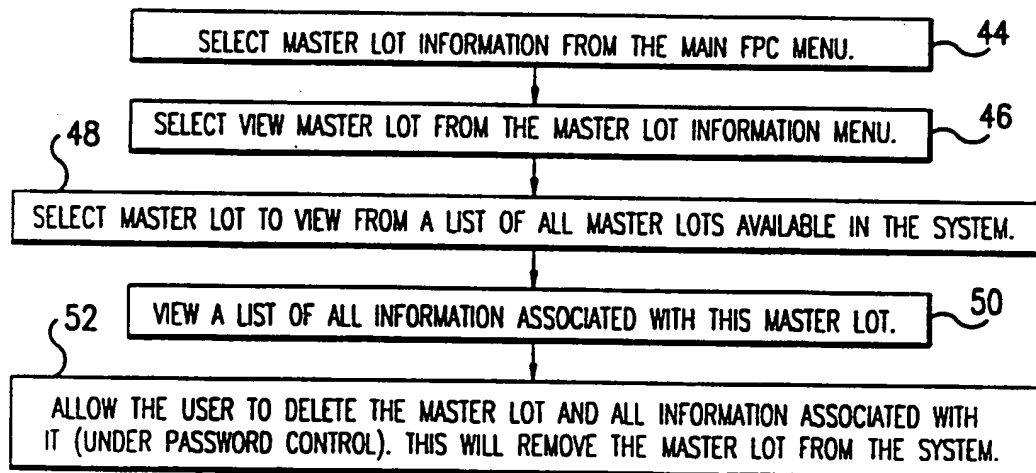 SELECT MASTER LOT INFORMATION FROM THE MAIN FPC MENU.
44
SELECT VIEW MASTER LOT FROM THE MASTER LOT INFORMATION MENU.
46
48
SELECT MASTER LOT TO VIEW FROM A LIST OF ALL MASTER LOTS AVAILABLE IN THE SYSTEM.
VIEW A LIST OF ALL INFORMATION ASSOCIATED WITH THIS MASTER LOT.
50
52
ALLOW THE USER TO DELETE THE MASTER LOT AND ALL INFORMATION ASSOCIATED WITH
IT (UNDER PASSWORD CONTROL). THIS WILL REMOVE THE MASTER LOT FROM THE SYSTEM.